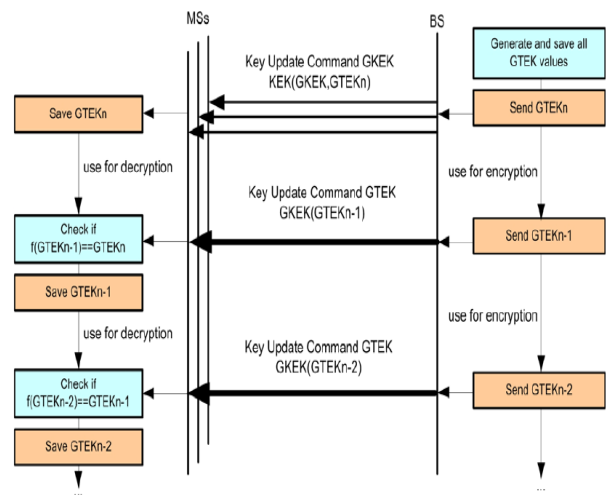 MSs
BS
Generate and save all
GTEK values
Key Update Command GKEK
KEK(GKEK,GTEKn)
Save GTEKn
Send GTEKn
use for decryption
use for encryption
Key Update Command GTEK
GKEK(GTEKn-1)
Check if
f(GTEKn-1)==GTEKn
Send GTEKn-1
Save GTEKn-1
use for decryption
use for encryption
Key Update Command GTEK
GKEK(GTEKn-2)
Check if
f(GTEKn-2)==GTEKn-1
Send GTEKn-2
Save GTEKn-2
...
...